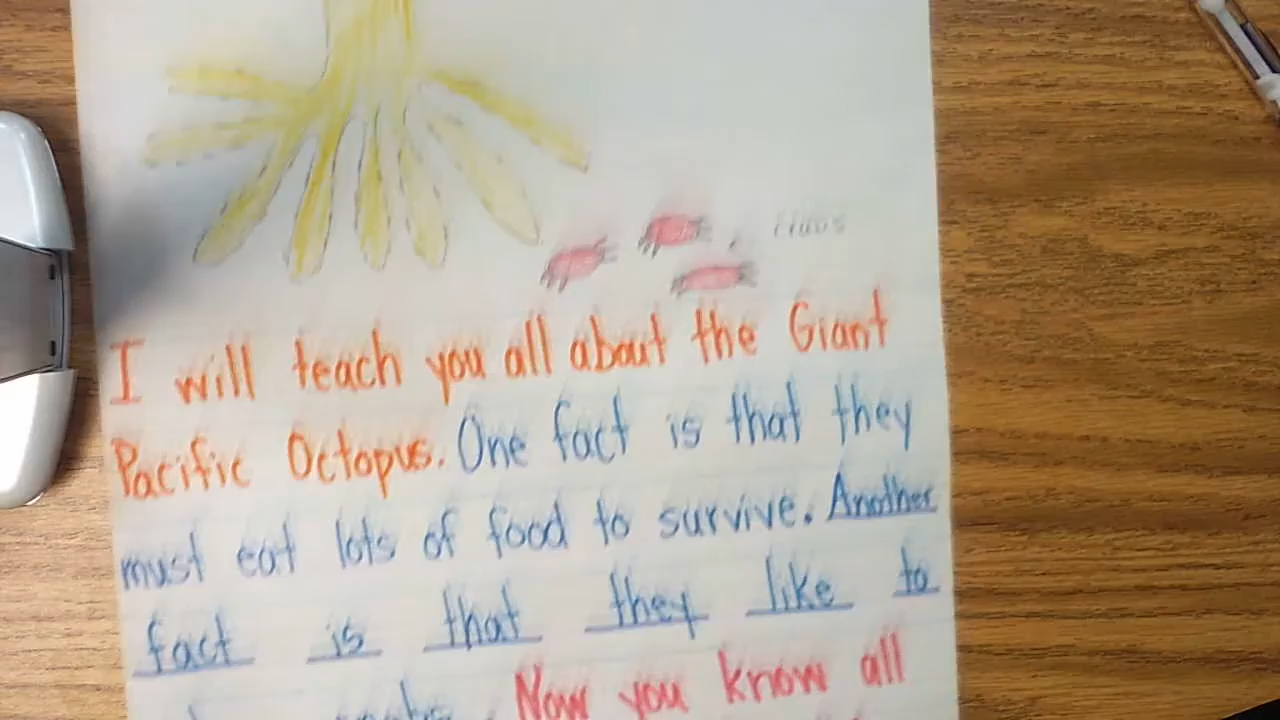 I will teach you all about the Giant
Pacific Octopus. One fact is that they
must eat lots of food to survive. Another
fact is that they like to
Now you know all